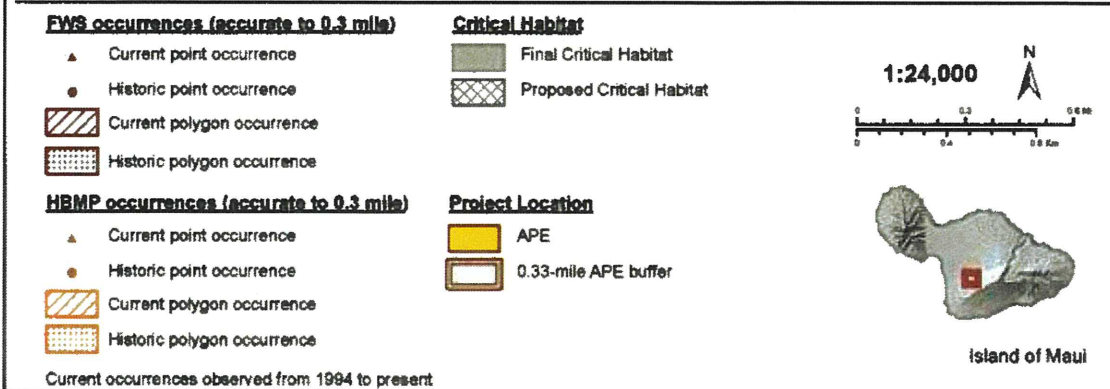 FWS occurrences (accurate to 0.3 mile)
Current point occurrence
Historic point occurrence
Current polygon occurrence
Historic polygon occurrence
HBMP occurrences (accurate to 0.3 mile)
Current point occurrence
Historic point occurrence
Current polygon occurrence
Historic polygon occurrence
Current occurrences observed from 1994 to present
Critical Habitat
Final Critical Habitat
Proposed Critical Habitat
Project Location
APE
0.33-mile APE buffer
1:24,000
N
0 0.3 0.6 Mi
0 0.4 0.8 Km
Island of Maui